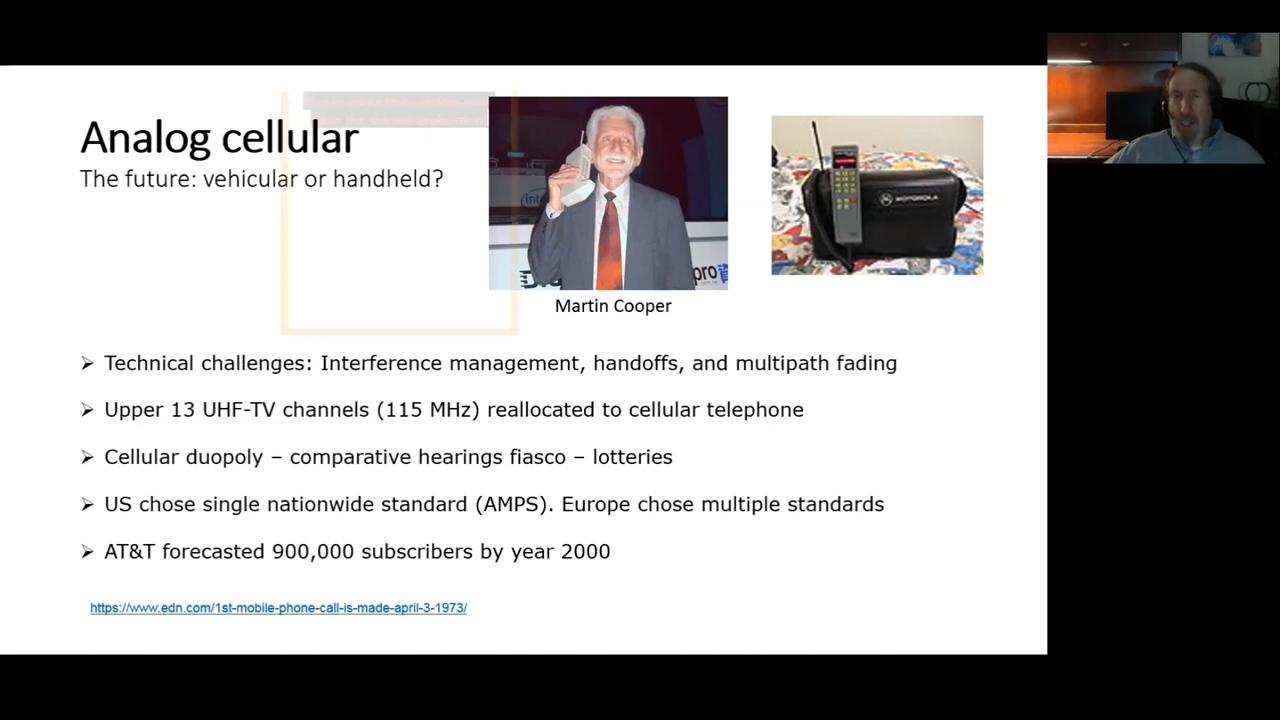 Analog cellular
The future: vehicular or handheld?
intel
pro
MOTOROLA
Martin Cooper
➢ Technical challenges: Interference management, handoffs, and multipath fading
➢ Upper 13 UHF-TV channels (115 MHz) reallocated to cellular telephone
➢ Cellular duopoly – comparative hearings fiasco – lotteries
➢ US chose single nationwide standard (AMPS). Europe chose multiple standards
➢ AT&T forecasted 900,000 subscribers by year 2000
https://www.edn.com/1st-mobile-phone-call-is-made-april-3-1973/